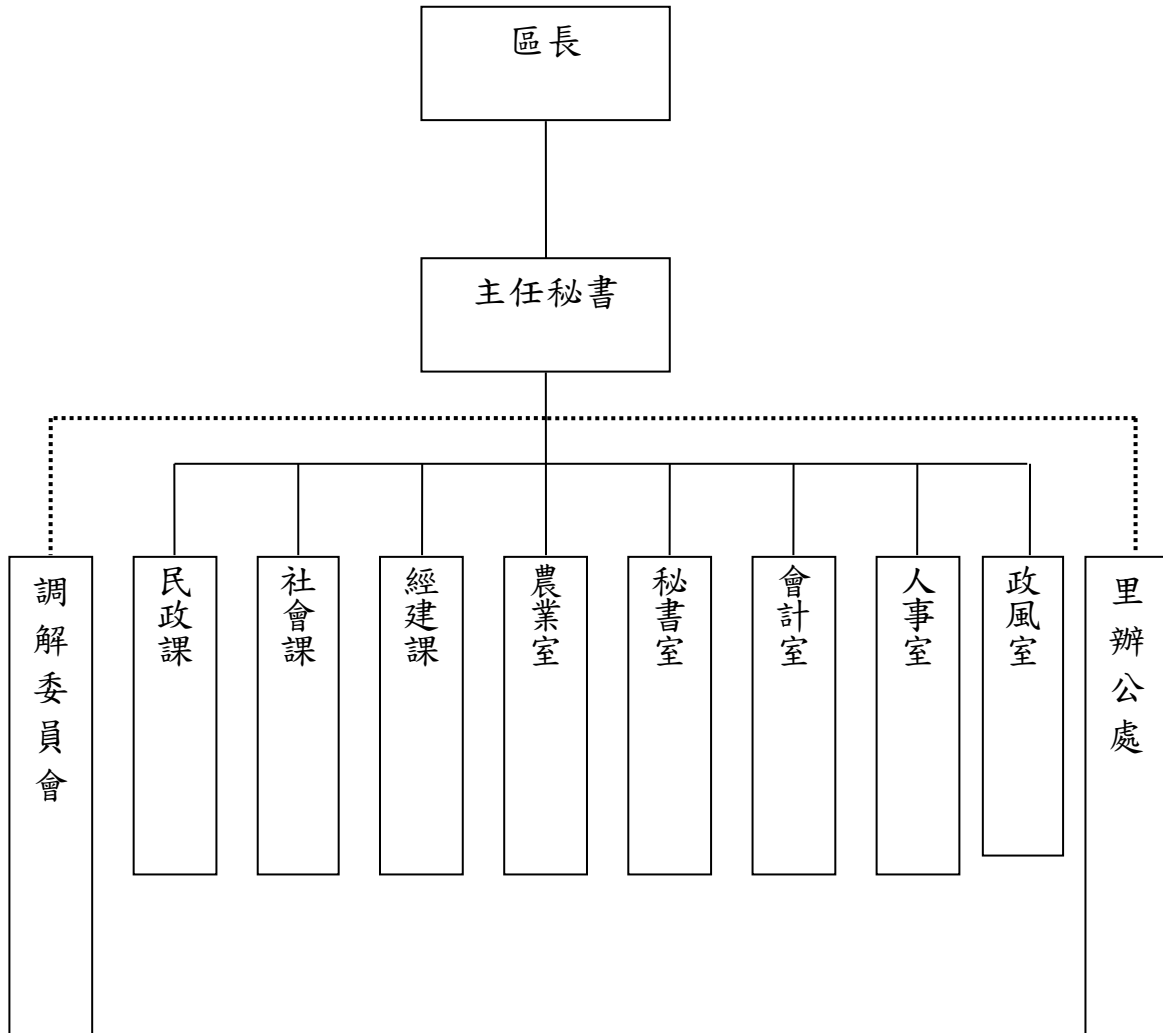 區長
主任秘書
調解委員會
民政課
社會課
經建課
農業室
秘書室
會計室
人事室
政風室
里辦公處